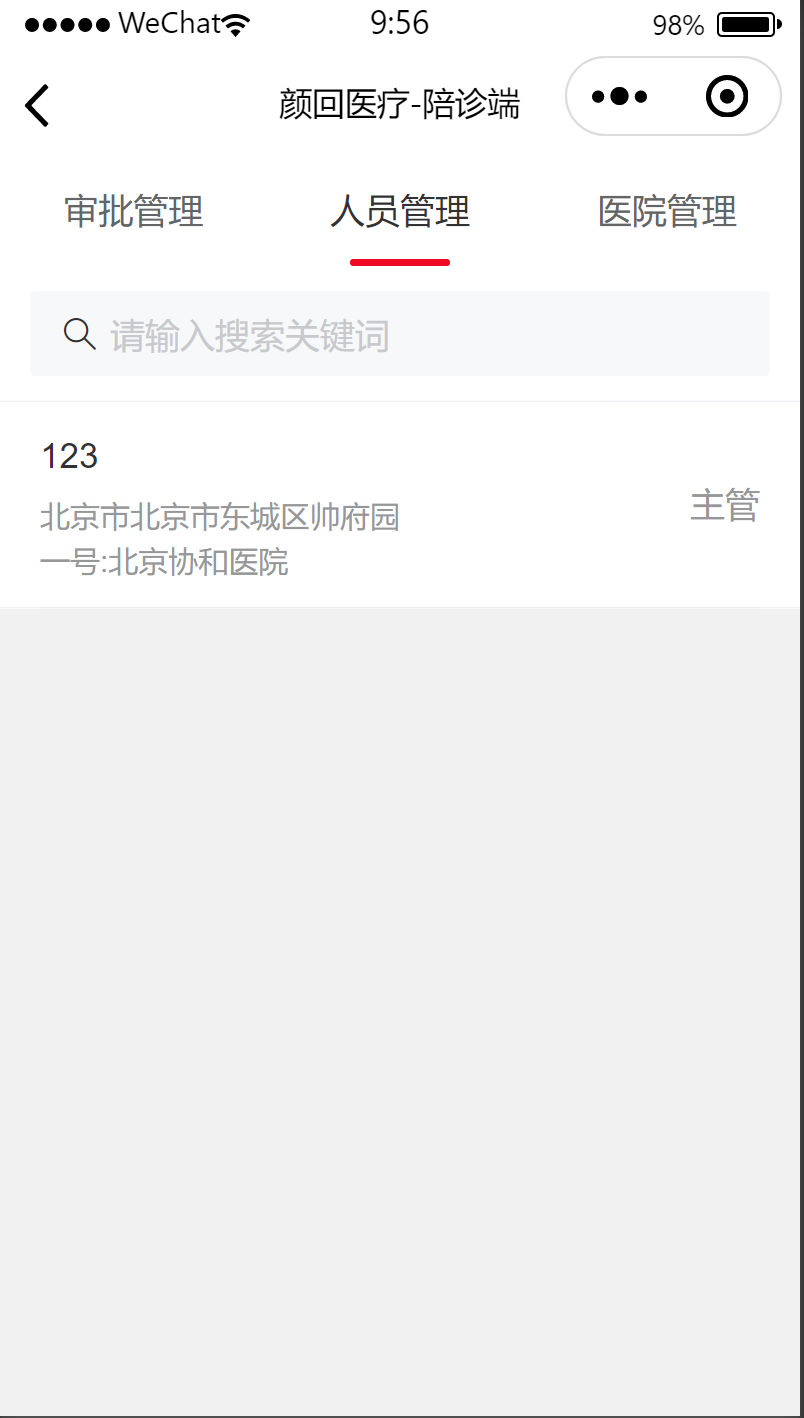 WeChat 9:56 98%
颜回医疗-陪诊端
审批管理 人员管理 医院管理
请输入搜索关键词
123
北京市北京市东城区帅府园
一号:北京协和医院
主管